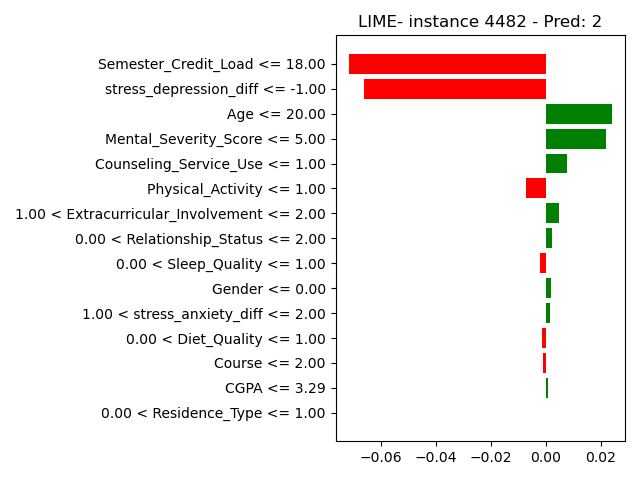 LIME- instance 4482 - Pred: 2
Semester_Credit_Load <= 18.00
stress_depression_diff <= -1.00
Age <= 20.00
Mental_Severity_Score <= 5.00
Counseling_Service_Use <= 1.00
Physical_Activity <= 1.00
1.00 < Extracurricular_Involvement <= 2.00
0.00 < Relationship_Status <= 2.00
0.00 < Sleep_Quality <= 1.00
Gender <= 0.00
1.00 < stress_anxiety_diff <= 2.00
0.00 < Diet_Quality <= 1.00
Course <= 2.00
CGPA <= 3.29
0.00 < Residence_Type <= 1.00
−0.06 −0.04 −0.02 0.00 0.02